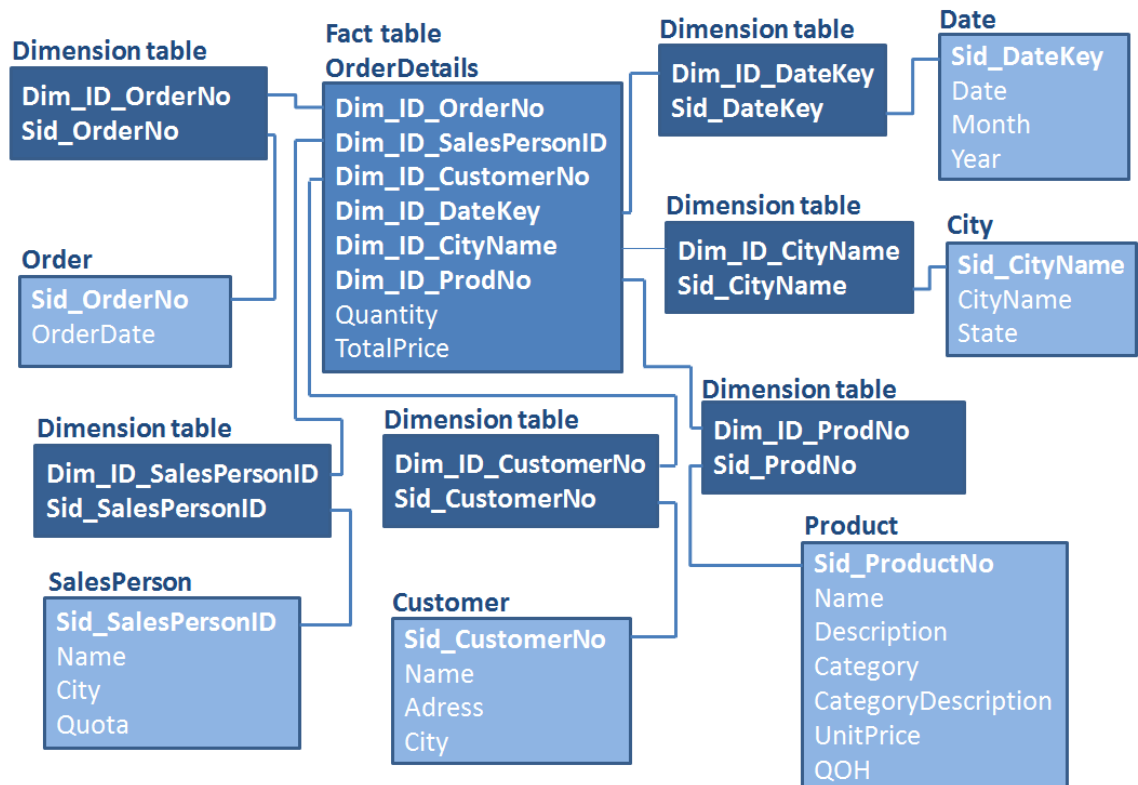 Dimension table
Dim_ID_OrderNo
Sid_OrderNo
Fact table
OrderDetails
Dim_ID_OrderNo
Dim_ID_SalesPersonID
Dim_ID_CustomerNo
Dim_ID_DateKey
Dim_ID_CityName
Dim_ID_ProdNo
Quantity
TotalPrice
Dimension table
Dim_ID_DateKey
Sid_DateKey
Date
Sid_DateKey
Date
Month
Year
Dimension table
Dim_ID_CityName
Sid_CityName
City
Sid_CityName
CityName
State
Order
Sid_OrderNo
OrderDate
Dimension table
Dim_ID_SalesPersonID
Sid_SalesPersonID
Dimension table
Dim_ID_CustomerNo
Sid_CustomerNo
Dimension table
Dim_ID_ProdNo
Sid_ProdNo
SalesPerson
Sid_SalesPersonID
Name
City
Quota
Customer
Sid_CustomerNo
Name
Adress
City
Product
Sid_ProductNo
Name
Description
Category
CategoryDescription
UnitPrice
QOH